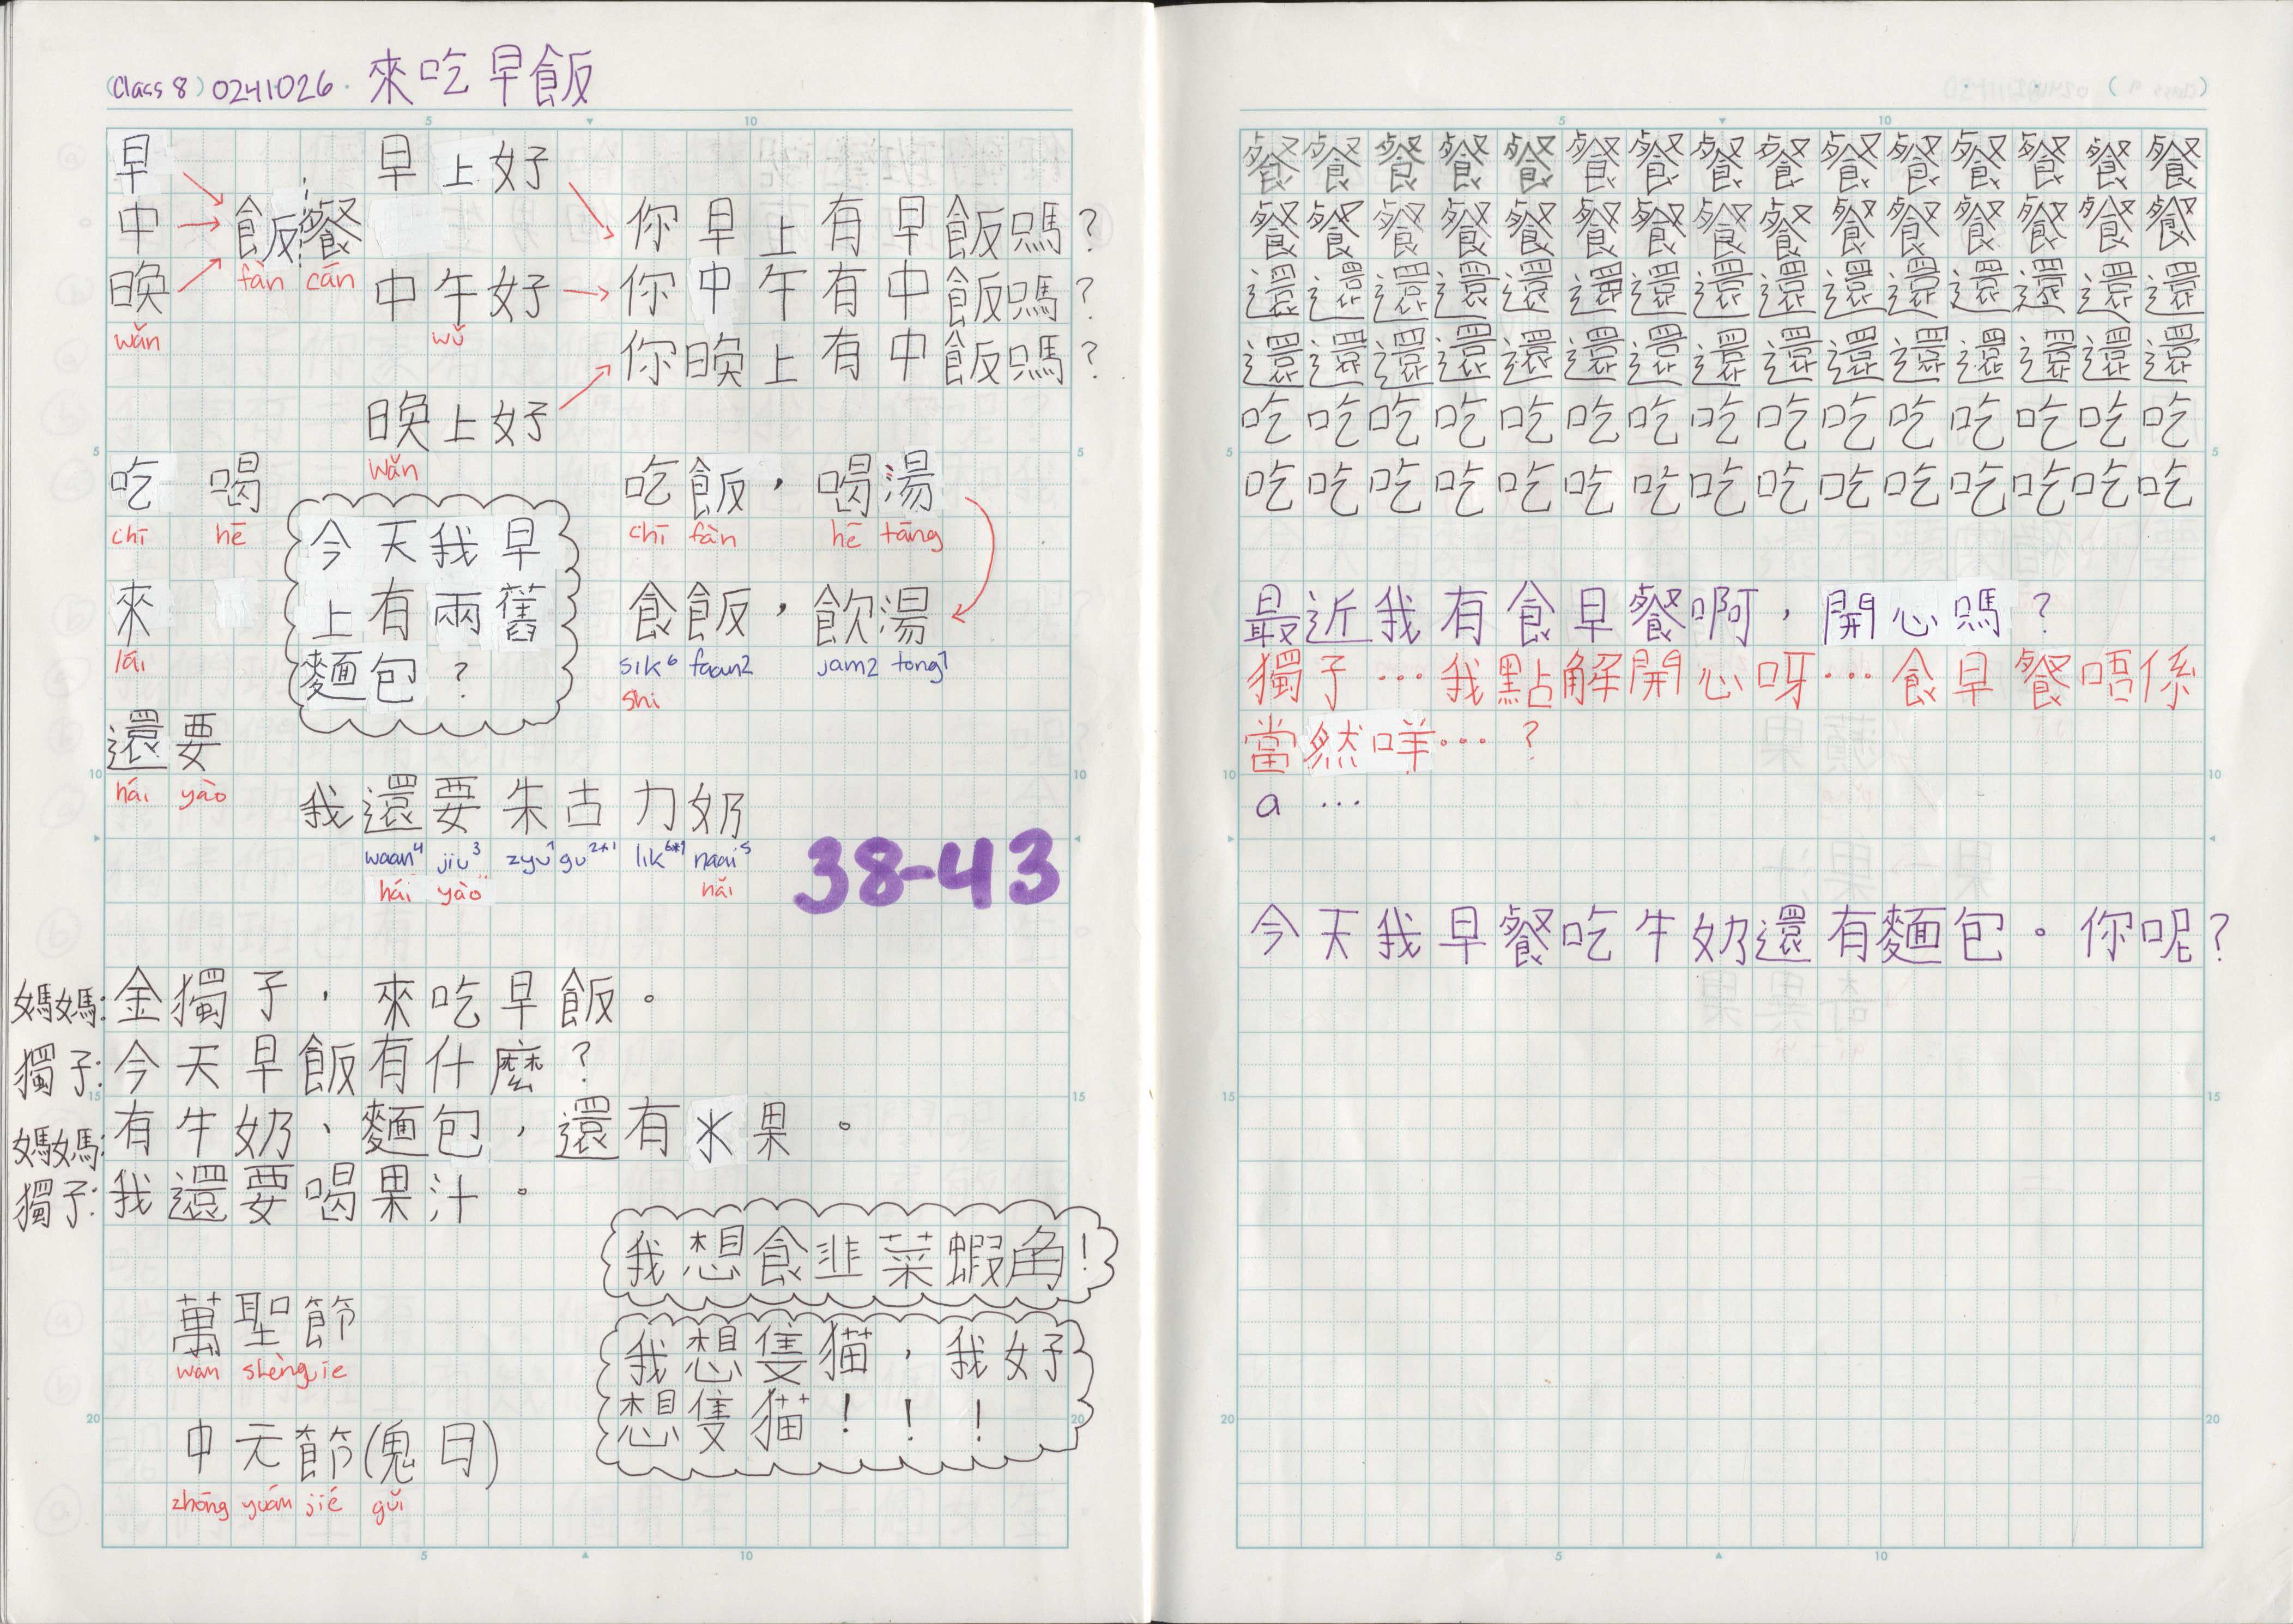 (Class 8) 0241026. 來吃早飯
早
中
晚
wǎn
飯餐
fàn cān
早上好
中午好
wǔ
晚上好
wǎn
你早上有早飯嗎?
你中午有中飯嗎?
你晚上有中飯嗎?
吃 喝
chī hē
來
lái
還要
hái yào
今天我早
上有兩舊
麵包?
吃飯,喝湯
chī fàn hē tāng
食飯,飲湯
sik6 faan2 jam2 tong1
shi
我還要朱古力奶
waan4 jiu3 zyu1 gu2*1 lik6*1 naai5
hái yào nǎi
38-43
媽媽:金獨子,來吃早飯。
獨子:今天早飯有什麼?
媽媽:有牛奶、麵包,還有水果。
獨子:我還要喝果汁。
我想食韭菜蝦角!
我想隻猫,我好
想隻猫!!!
萬聖節
wàn shèng jié
中元節(鬼日)
zhōng yuán jié guǐ
餐餐餐餐餐餐餐餐餐餐餐餐餐餐餐
餐餐餐餐餐餐餐餐餐餐餐餐餐餐餐
還還還還還還還還還還還還還還還
還還還還還還還還還還還還還還還
吃吃吃吃吃吃吃吃吃吃吃吃吃吃吃
吃吃吃吃吃吃吃吃吃吃吃吃吃吃吃
最近我有食早餐啊,開心嗎?
獨子…我點解開心呀…食早餐唔係
當然咩…?
a …
今天我早餐吃牛奶還有麵包。你呢?